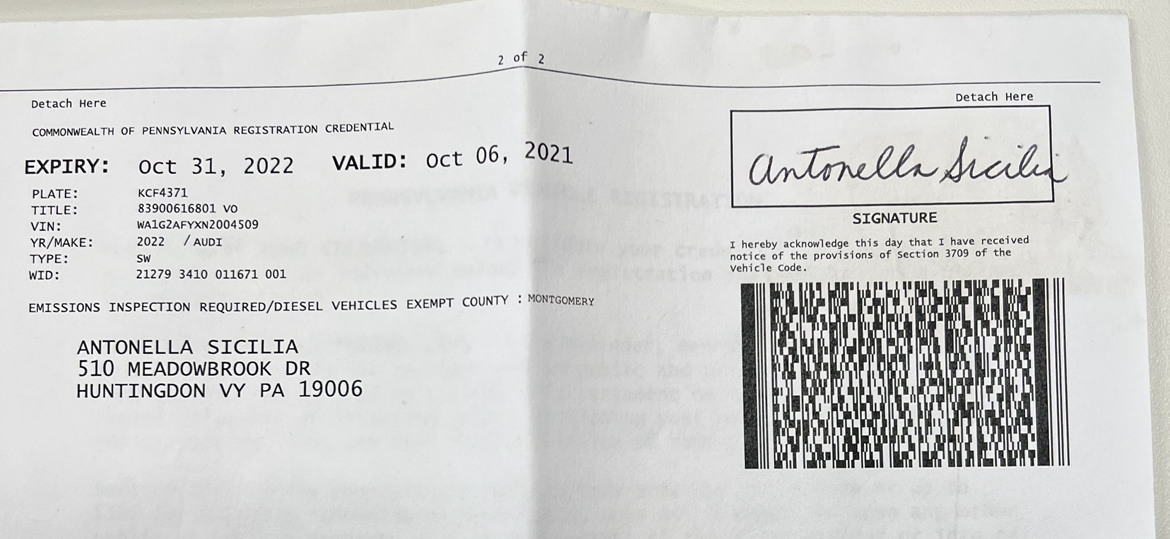 2 of 2
Detach Here
Detach Here
COMMONWEALTH OF PENNSYLVANIA REGISTRATION CREDENTIAL
EXPIRY: Oct 31, 2022 VALID: Oct 06, 2021
PLATE: KCF4371
TITLE: 83900616801 VO
VIN: WA1G2AFYXN2004509
YR/MAKE: 2022 / AUDI
TYPE: SW
WID: 21279 3410 011671 001
EMISSIONS INSPECTION REQUIRED/DIESEL VEHICLES EXEMPT COUNTY : MONTGOMERY
ANTONELLA SICILIA
510 MEADOWBROOK DR
HUNTINGDON VY PA 19006
Antonella Sicilia
SIGNATURE
I hereby acknowledge this day that I have received
notice of the provisions of Section 3709 of the
Vehicle Code.